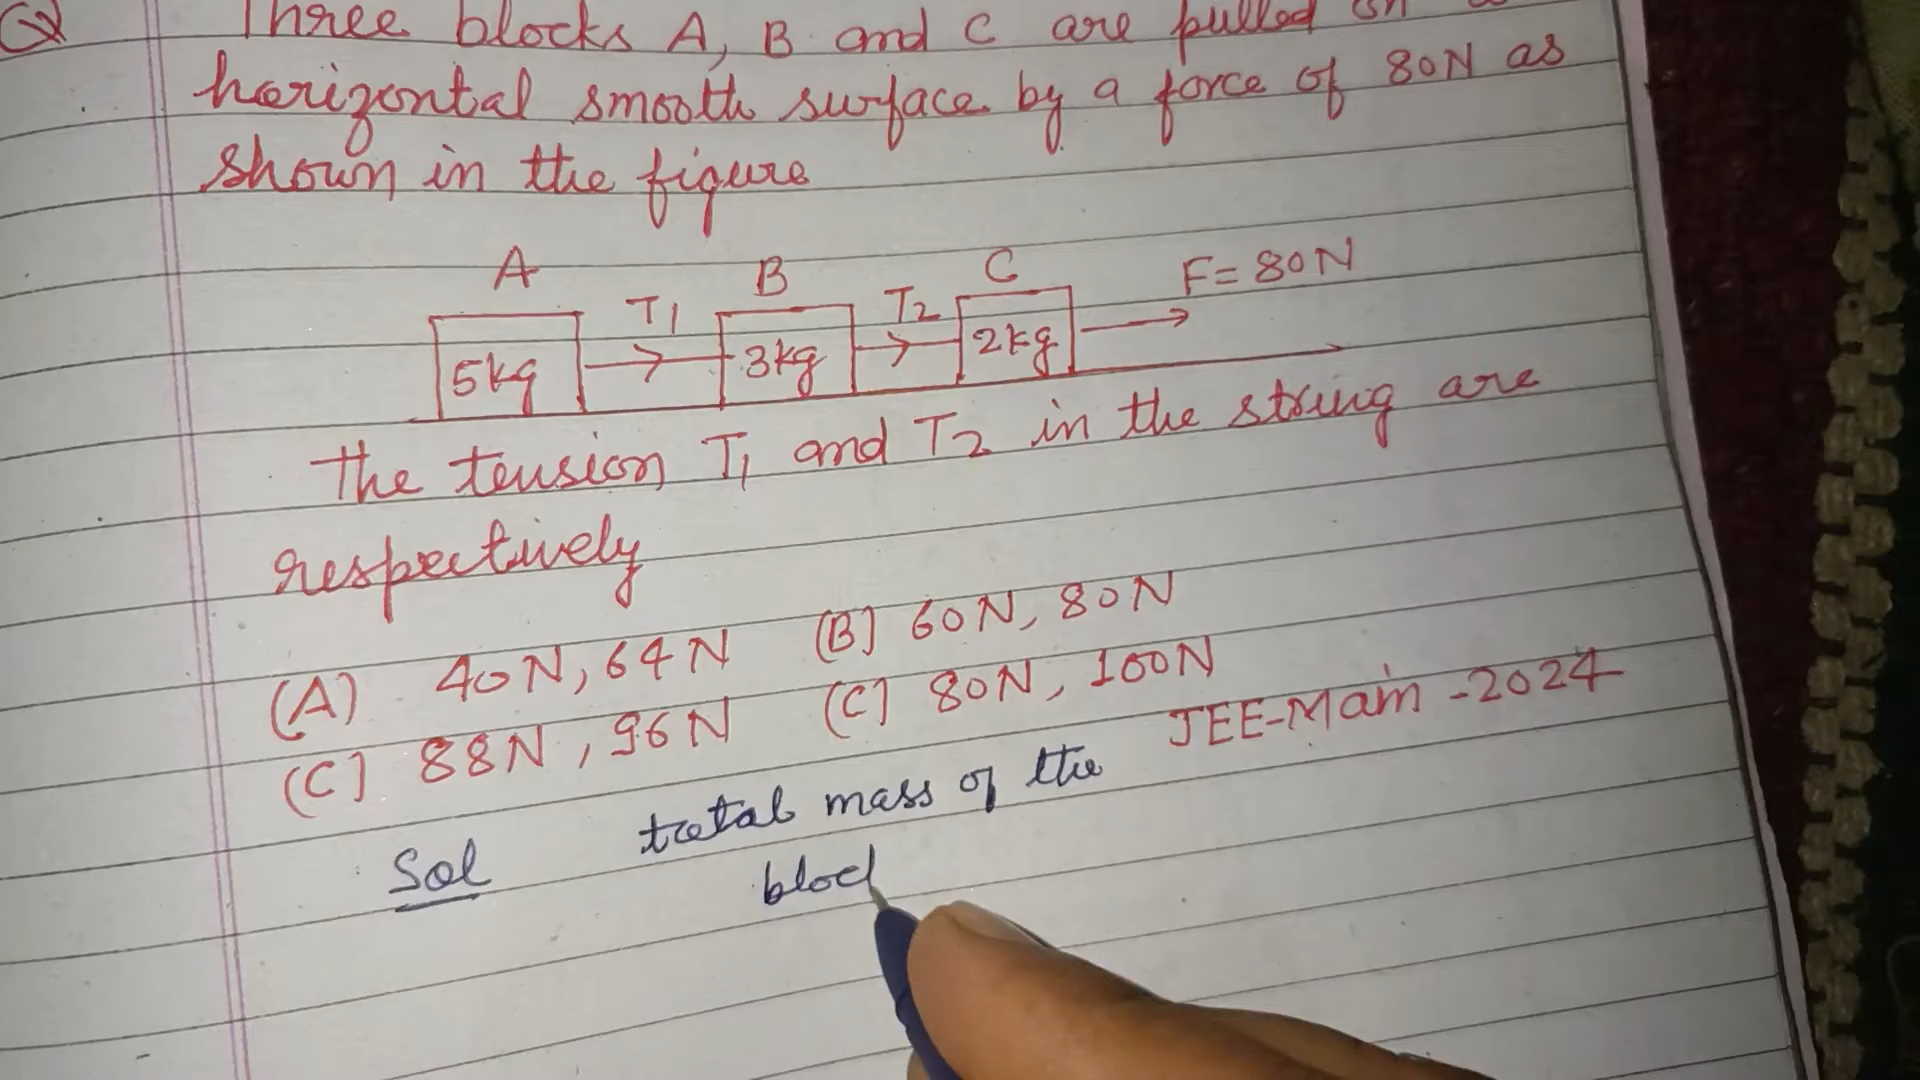 Q Three blocks A, B and C are pulled on a
horizontal smooth surface by a force of 80N as
shown in the figure
A B C F = 80N
T1 T2
5kg 3kg 2kg
the tension T1 and T2 in the string are
respectively
(A) 40N, 64N (B) 60N, 80N
(C) 88N, 96N (C) 80N, 100N
JEE-Main -2024
Sol total mass of the
bloc